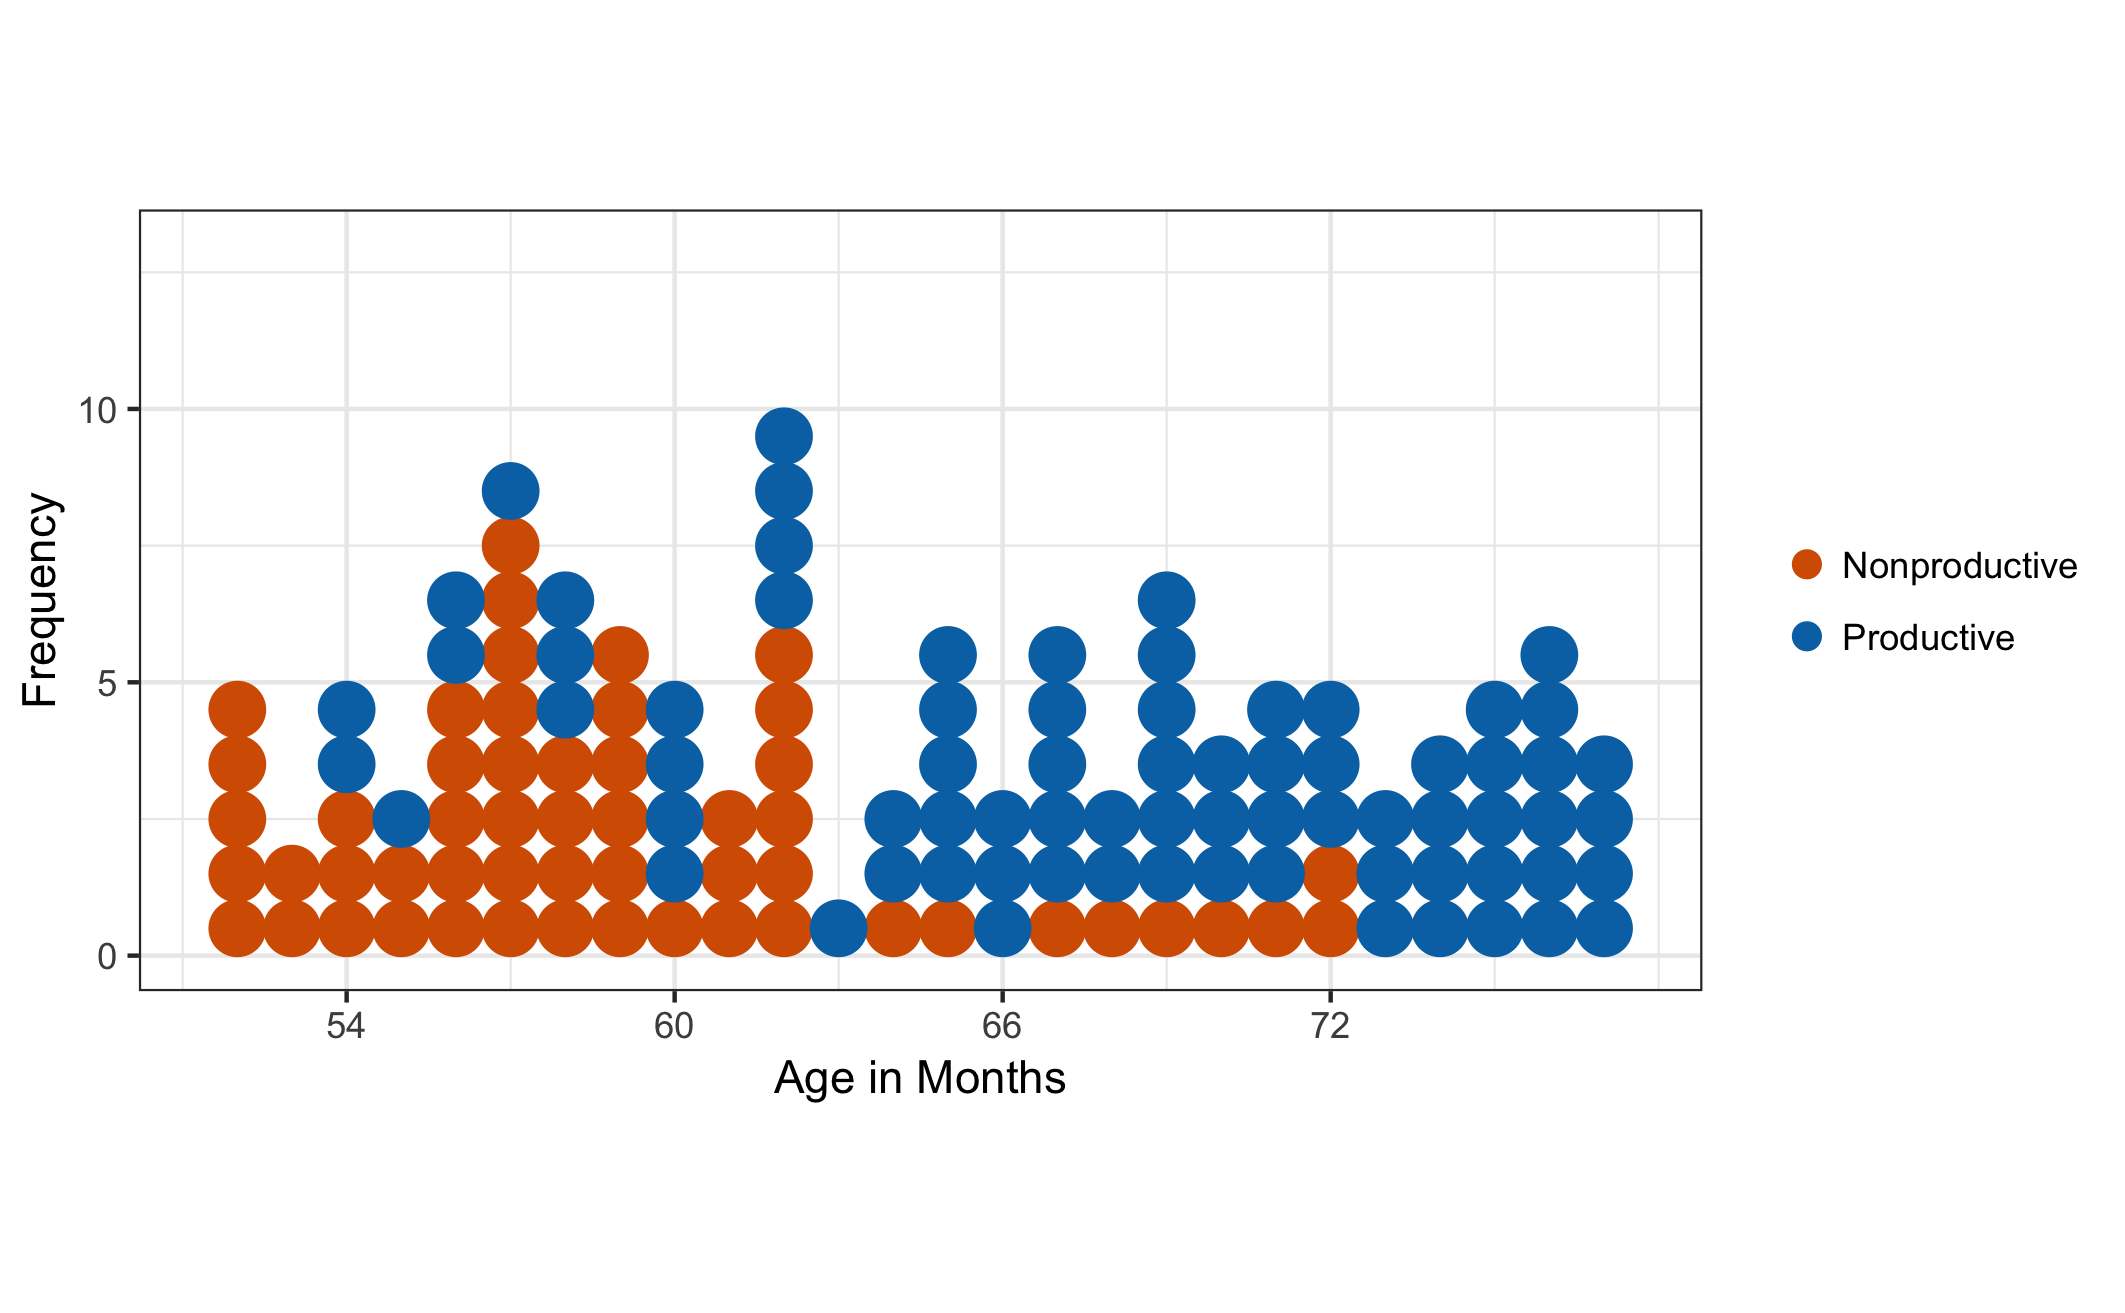 10
5
0
Frequency
54 60 66 72
Age in Months
Nonproductive
Productive